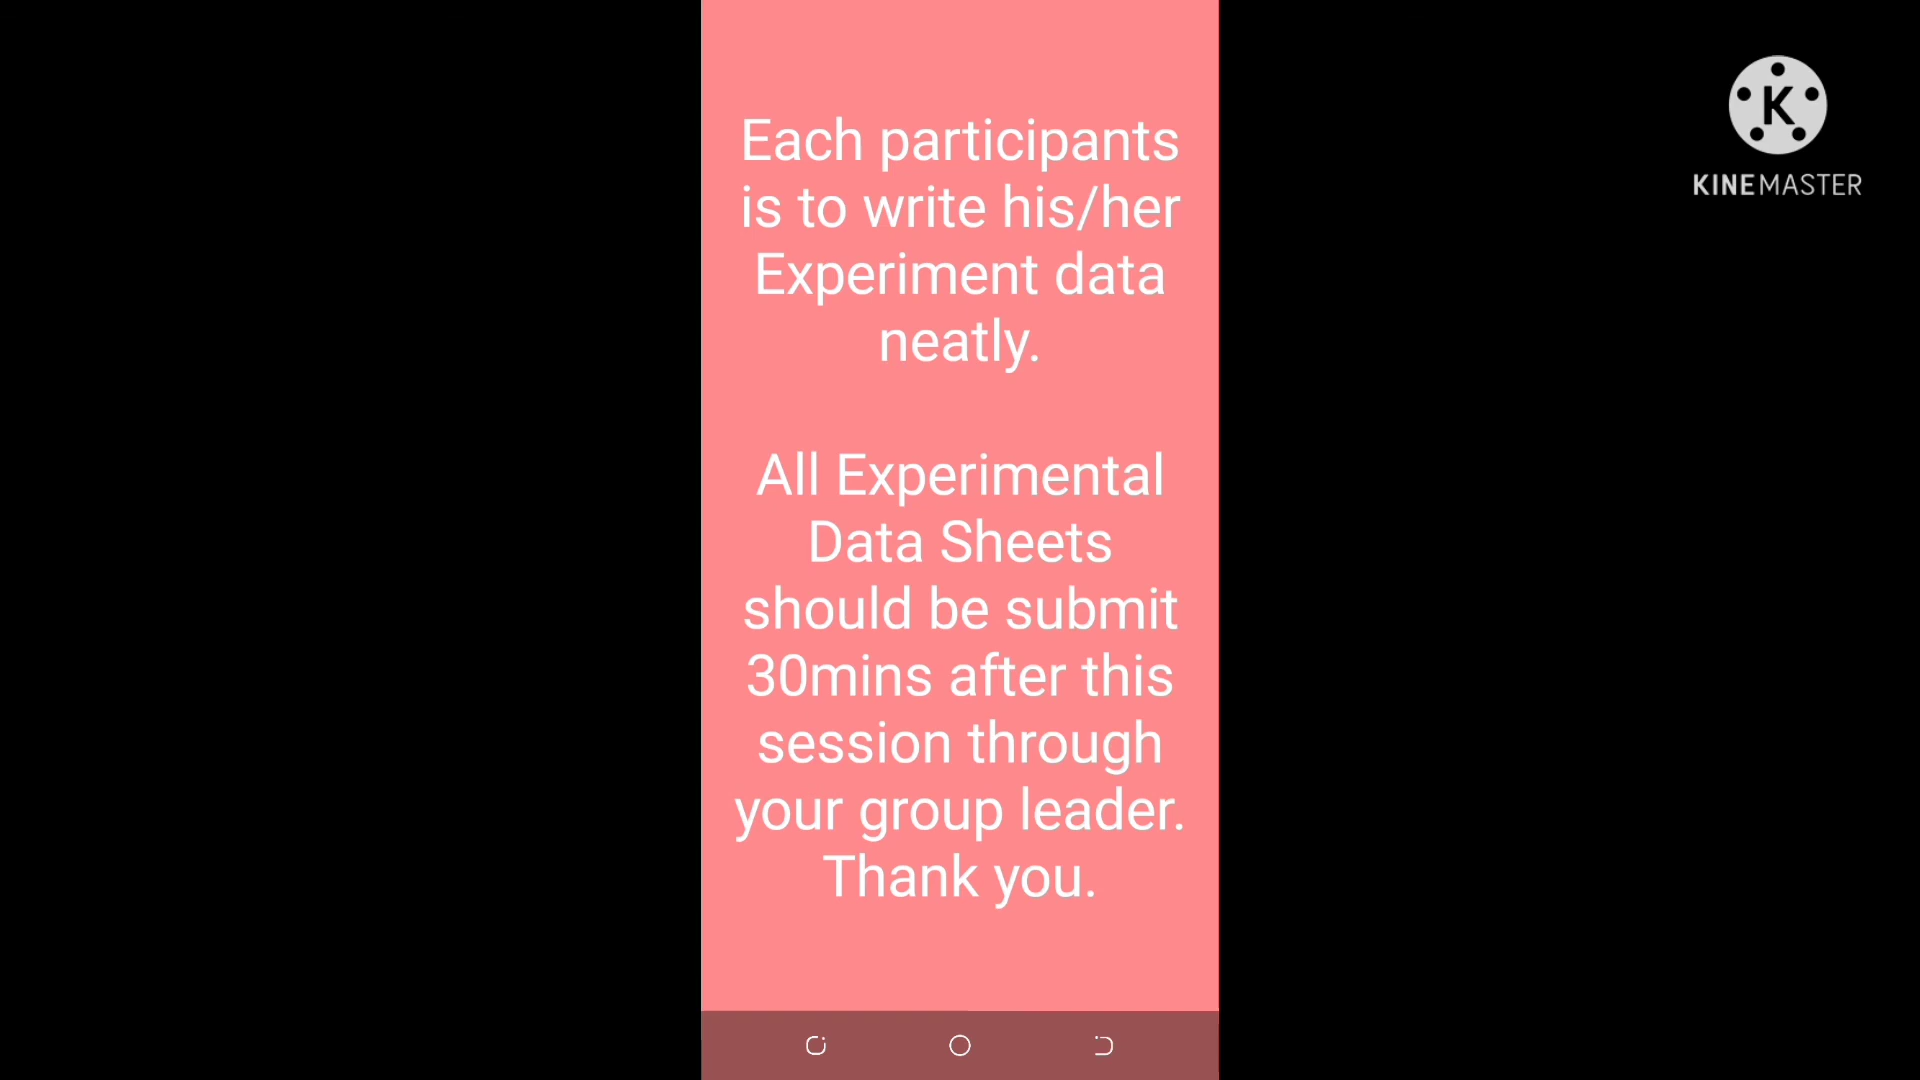 Each participants
is to write his/her
Experiment data
neatly.
All Experimental
Data Sheets
should be submit
30mins after this
session through
your group leader.
Thank you.
K
KINEMASTER